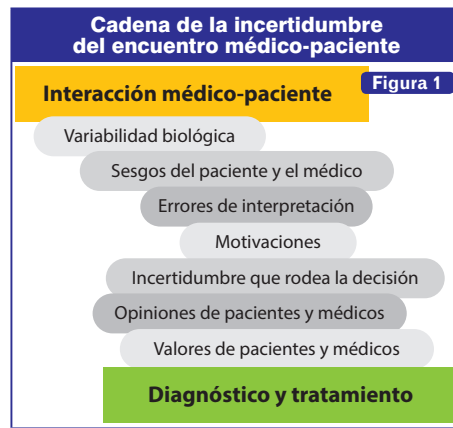 Cadena de la incertidumbre
del encuentro médico-paciente
Figura 1
Interacción médico-paciente
Variabilidad biológica
Sesgos del paciente y el médico
Errores de interpretación
Motivaciones
Incertidumbre que rodea la decisión
Opiniones de pacientes y médicos
Valores de pacientes y médicos
Diagnóstico y tratamiento